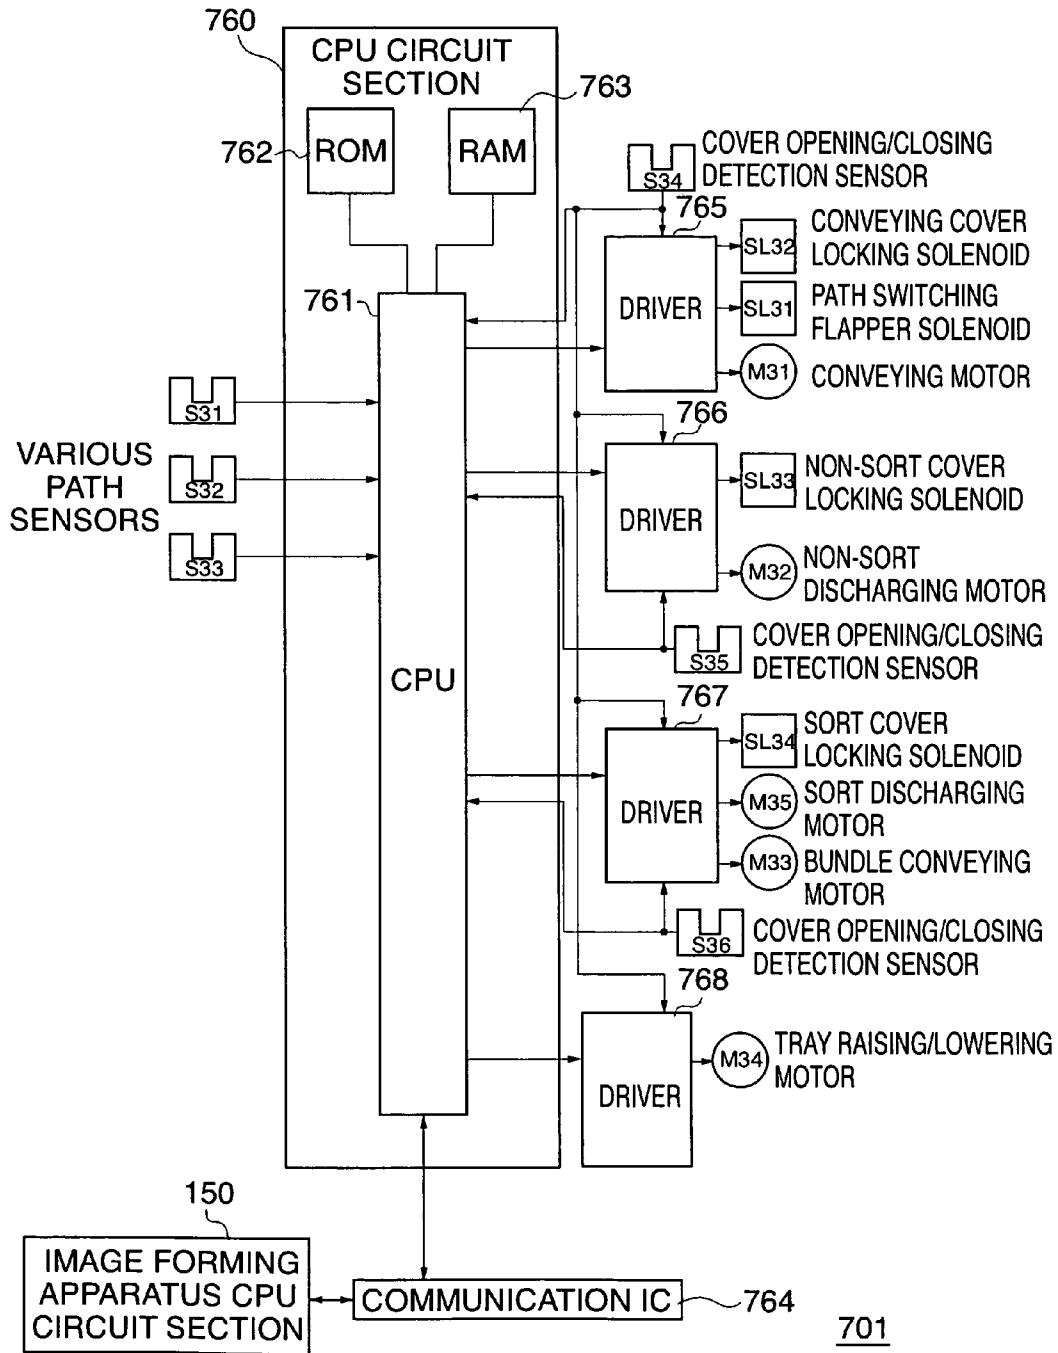 760
CPU CIRCUIT
SECTION
763
762
ROM
RAM
COVER OPENING/CLOSING
DETECTION SENSOR
S34
765
761
DRIVER
SL32
CONVEYING COVER
LOCKING SOLENOID
SL31
PATH SWITCHING
FLAPPER SOLENOID
M31
CONVEYING MOTOR
S31
VARIOUS
PATH
SENSORS
S32
S33
766
DRIVER
SL33
NON-SORT COVER
LOCKING SOLENOID
M32
NON-SORT
DISCHARGING MOTOR
S35
COVER OPENING/CLOSING
DETECTION SENSOR
CPU
767
DRIVER
SL34
SORT COVER
LOCKING SOLENOID
M35
SORT DISCHARGING
MOTOR
M33
BUNDLE CONVEYING
MOTOR
S36
COVER OPENING/CLOSING
DETECTION SENSOR
768
DRIVER
M34
TRAY RAISING/LOWERING
MOTOR
150
IMAGE FORMING
APPARATUS CPU
CIRCUIT SECTION
COMMUNICATION IC
764
701